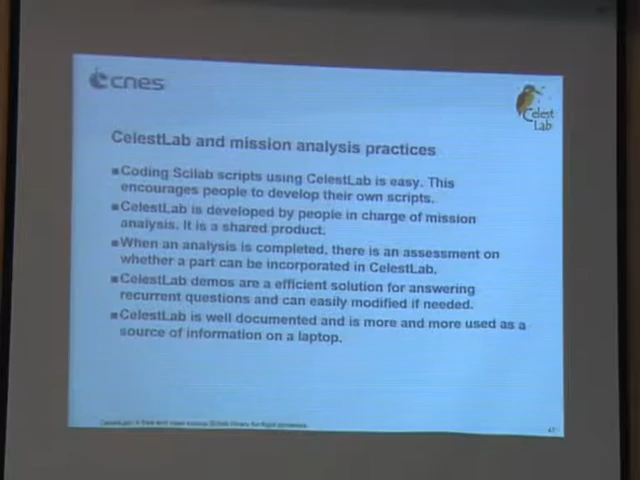 cnes
Celest
Lab
CelestLab and mission analysis practices
Coding Scilab scripts using CelestLab is easy. This
encourages people to develop their own scripts.
CelestLab is developed by people in charge of mission
analysis. It is a shared product.
When an analysis is completed, there is an assessment on
whether a part can be incorporated in CelestLab.
CelestLab demos are a efficient solution for answering
recurrent questions and can easily modified if needed.
CelestLab is well documented and is more and more used as a
source of information on a laptop.